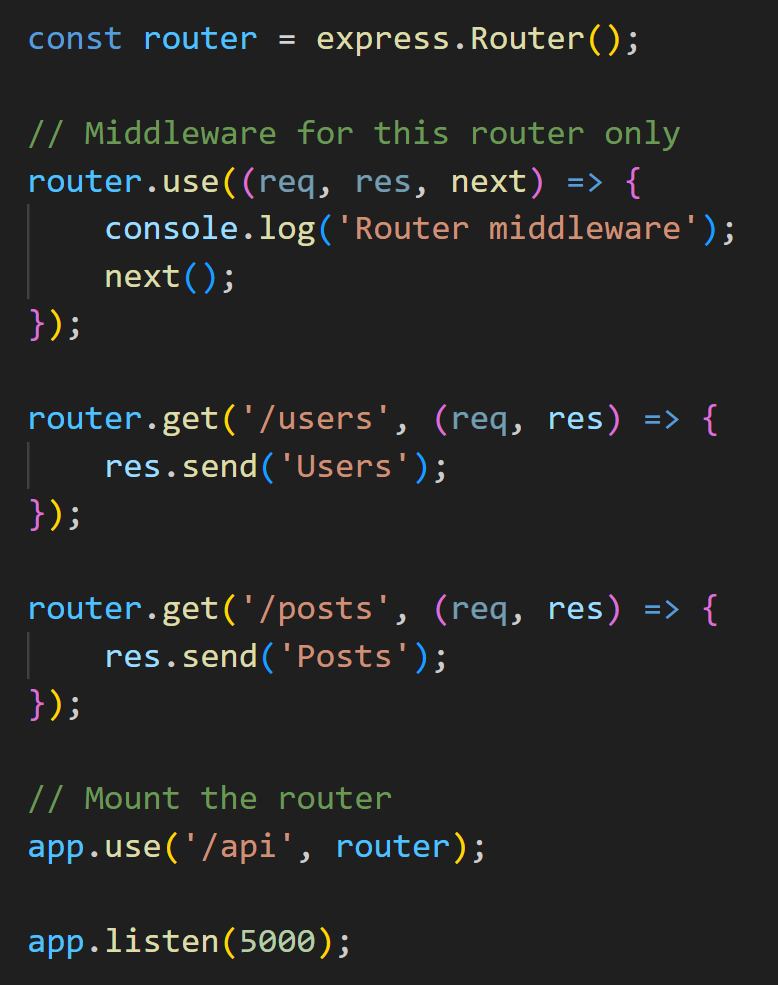 const router = express.Router();
// Middleware for this router only
router.use((req, res, next) => {
    console.log('Router middleware');
    next();
});
router.get('/users', (req, res) => {
    res.send('Users');
});
router.get('/posts', (req, res) => {
    res.send('Posts');
});
// Mount the router
app.use('/api', router);
app.listen(5000);